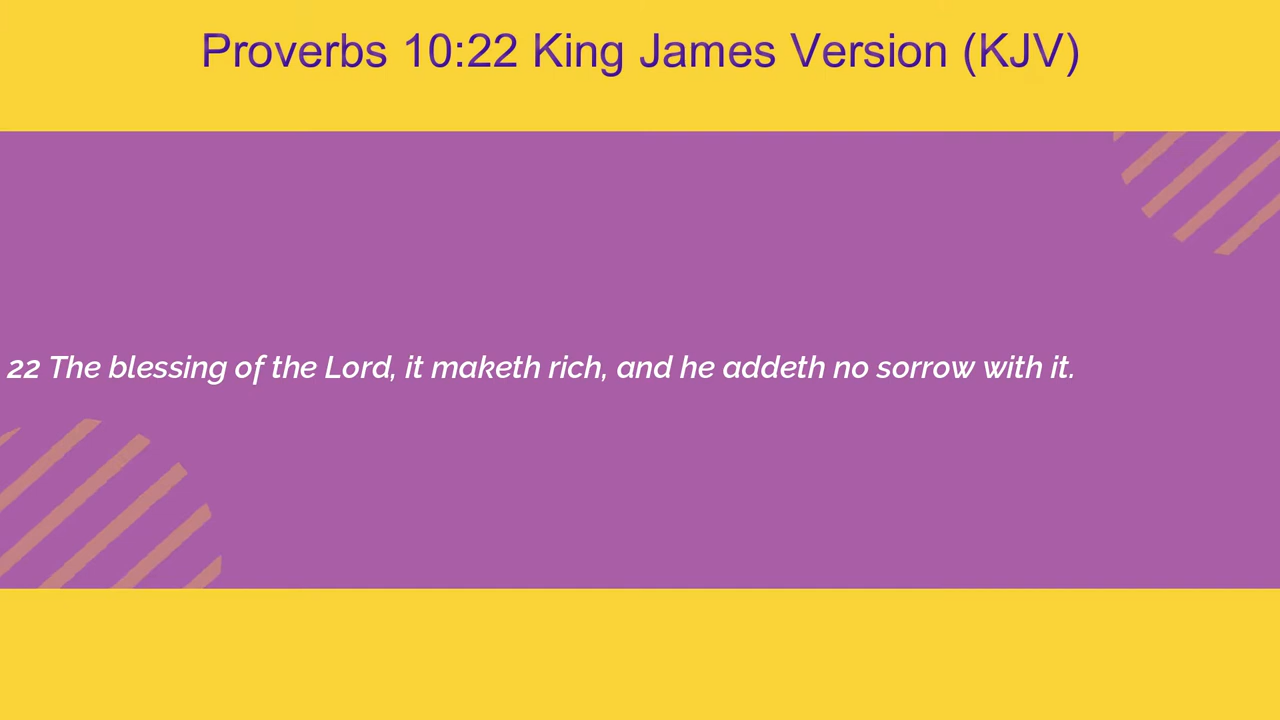 Proverbs 10:22 King James Version (KJV)
22 The blessing of the Lord, it maketh rich, and he addeth no sorrow with it.